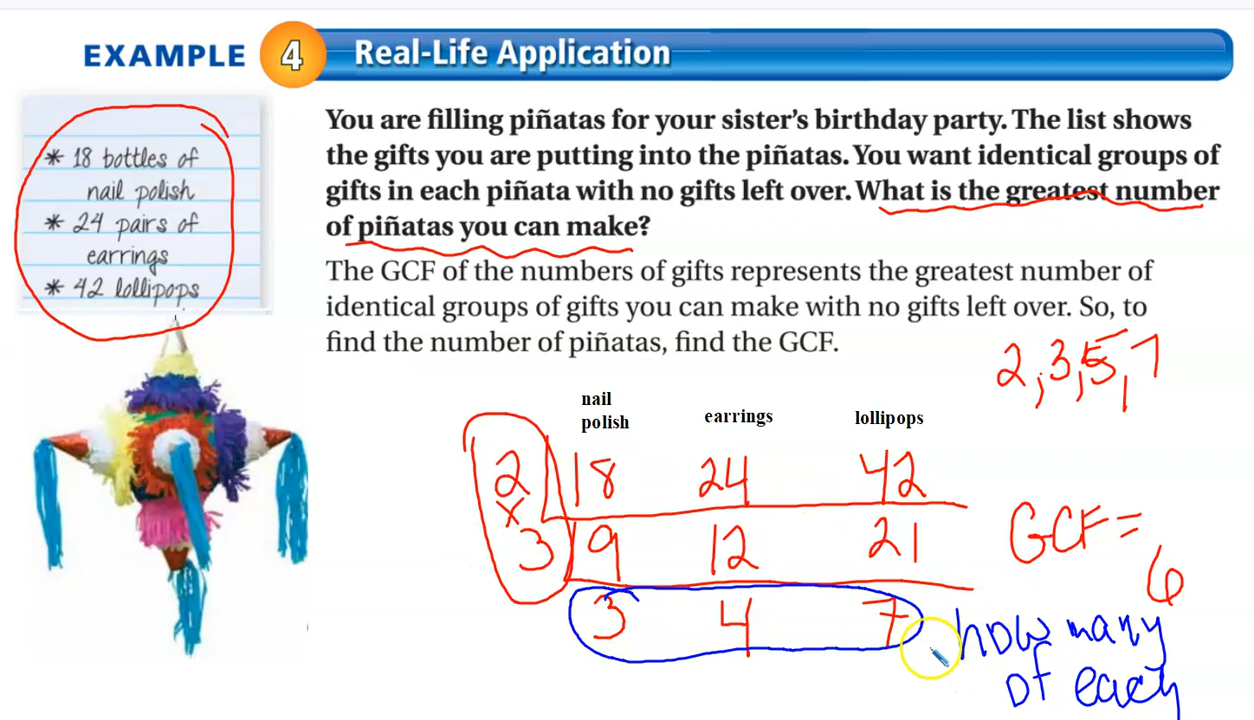 EXAMPLE 4 Real-Life Application
* 18 bottles of
nail polish
* 24 pairs of
earrings
* 42 lollipops
You are filling piñatas for your sister's birthday party. The list shows
the gifts you are putting into the piñatas. You want identical groups of
gifts in each piñata with no gifts left over. What is the greatest number
of piñatas you can make?
The GCF of the numbers of gifts represents the greatest number of
identical groups of gifts you can make with no gifts left over. So, to
find the number of piñatas, find the GCF.
2, 3, 5, 7
nail
polish
earrings
lollipops
2 18 24 42
x
3 9 12 21
3 4 7
GCF =
6
how many
of each